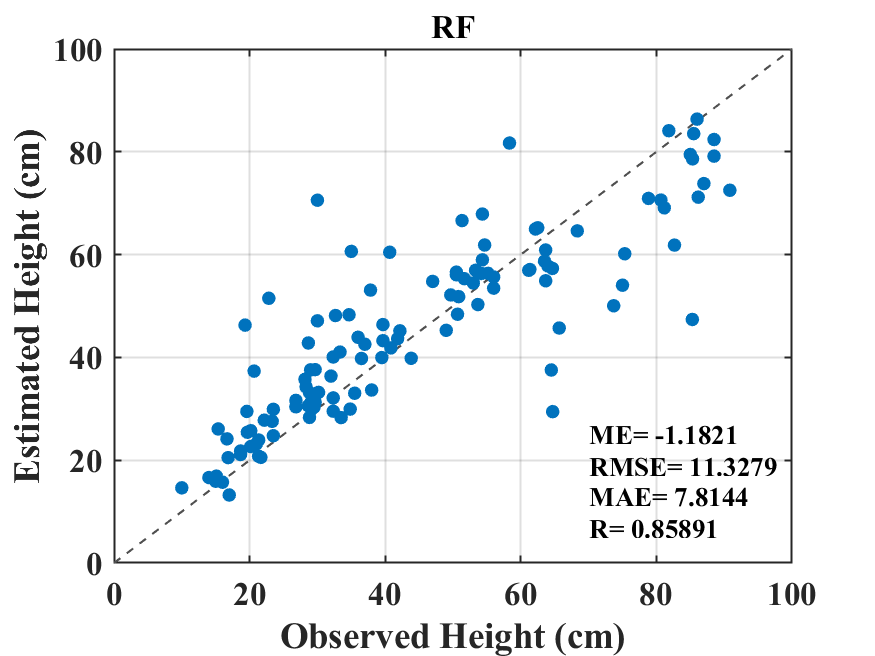 RF
100
80
60
40
20
0
Estimated Height (cm)
ME= -1.1821
RMSE= 11.3279
MAE= 7.8144
R= 0.85891
0 20 40 60 80 100
Observed Height (cm)